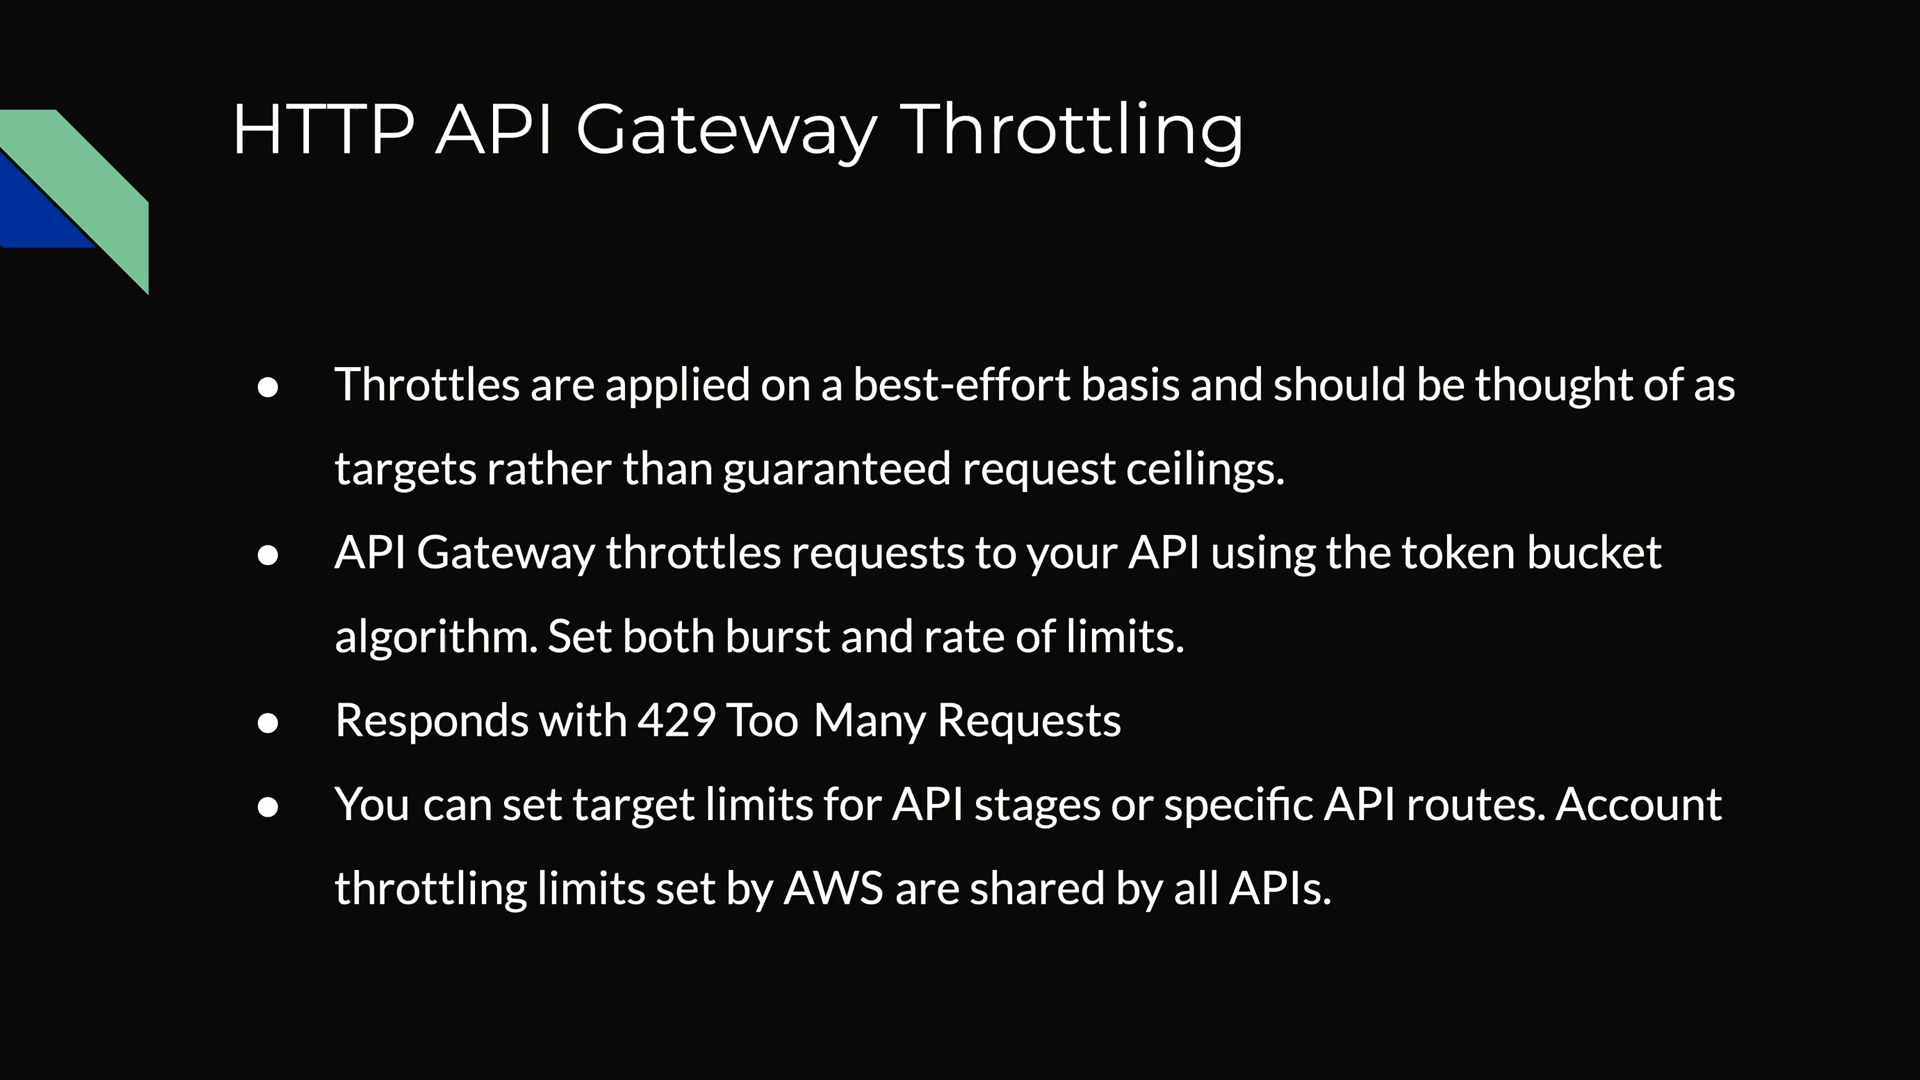 HTTP API Gateway Throttling
● Throttles are applied on a best-effort basis and should be thought of as
targets rather than guaranteed request ceilings.
● API Gateway throttles requests to your API using the token bucket
algorithm. Set both burst and rate of limits.
● Responds with 429 Too Many Requests
● You can set target limits for API stages or specific API routes. Account
throttling limits set by AWS are shared by all APIs.